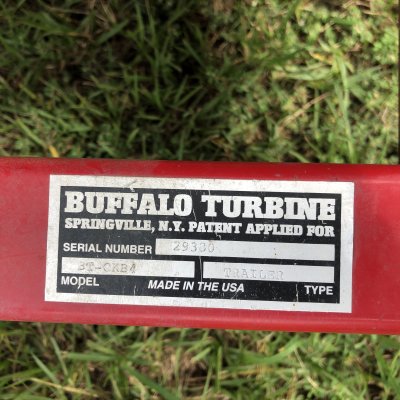 BUFFALO TURBINE
SPRINGVILLE, N.Y. PATENT APPLIED FOR
SERIAL NUMBER 29330
BT-CKB4 TRAILER
MODEL MADE IN THE USA TYPE